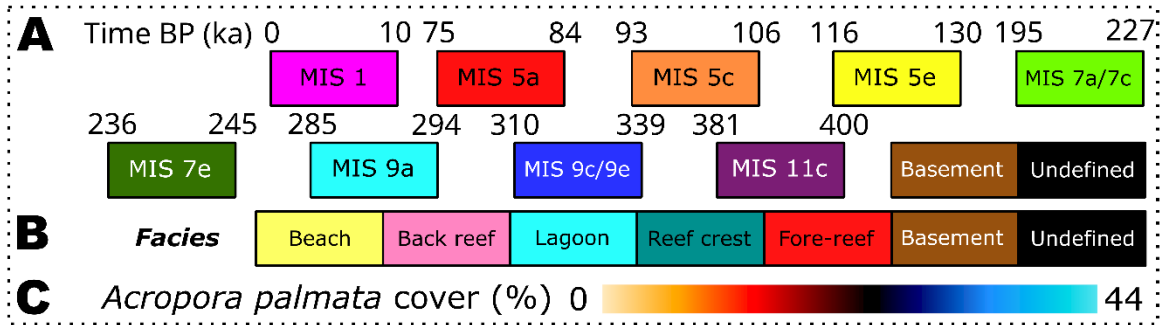 A Time BP (ka) 0 10 75 84 93 106 116 130 195 227
MIS 1 MIS 5a MIS 5c MIS 5e MIS 7a/7c
236 245 285 294 310 339 381 400
MIS 7e MIS 9a MIS 9c/9e MIS 11c Basement Undefined
B Facies Beach Back reef Lagoon Reef crest Fore-reef Basement Undefined
C Acropora palmata cover (%) 0 44